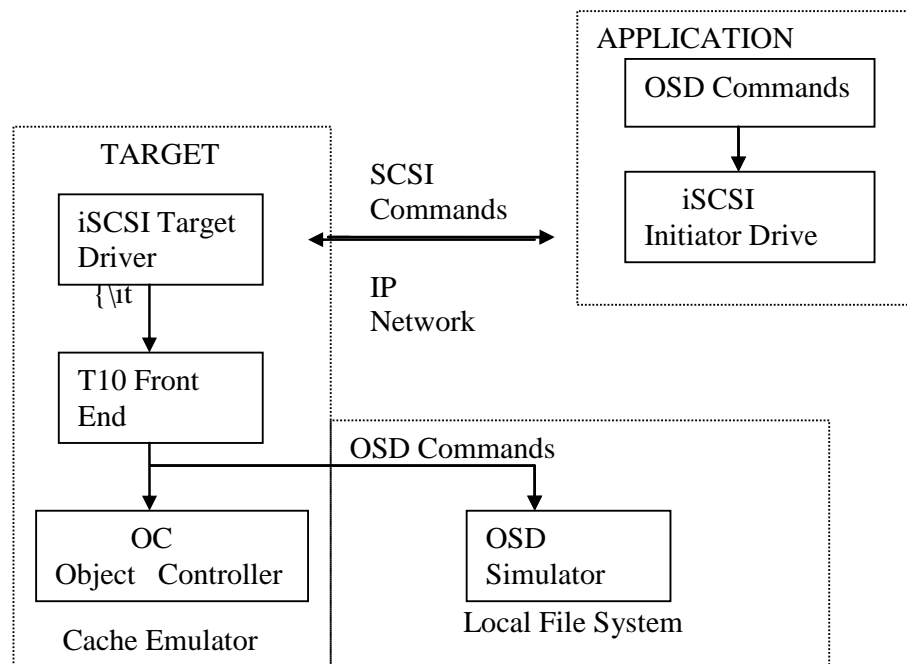 APPLICATION
OSD Commands
iSCSI
Initiator Drive
TARGET
iSCSI Target
Driver
{\ıt
SCSI
Commands
IP
Network
T10 Front
End
OSD Commands
OC
Object Controller
Cache Emulator
OSD
Simulator
Local File System